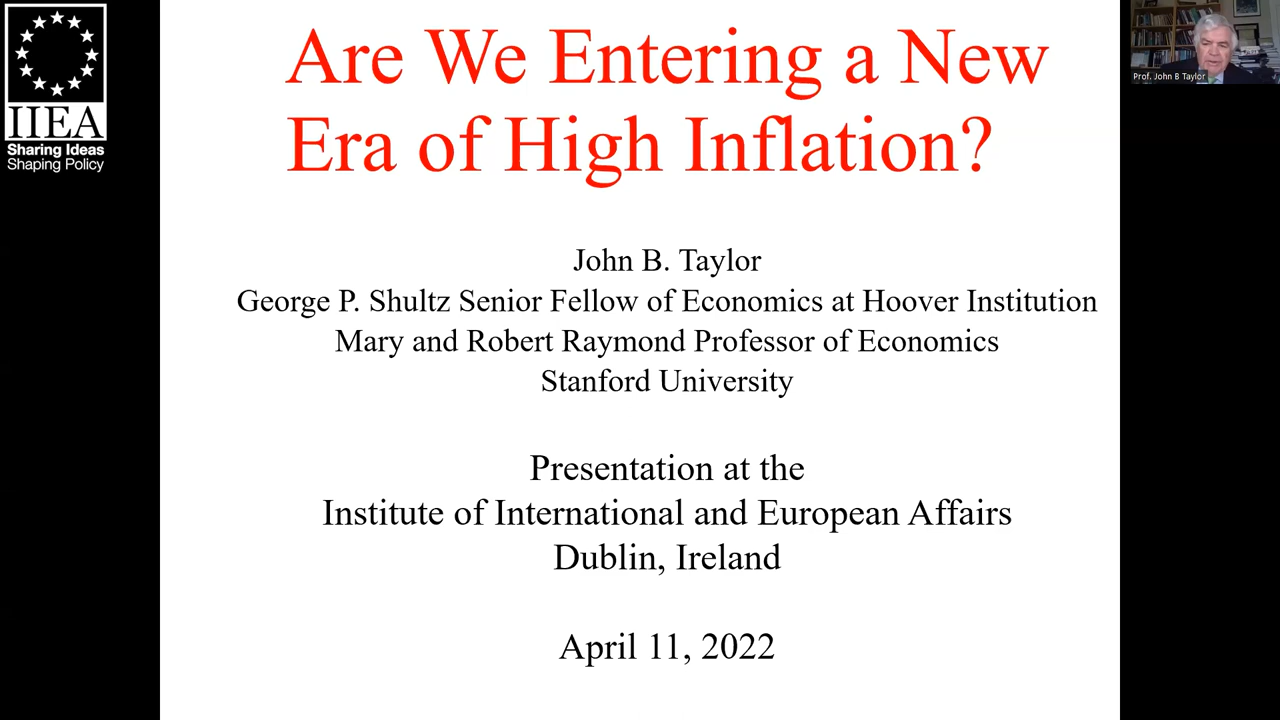 IIEA
Sharing Ideas
Shaping Policy
Are We Entering a New
Era of High Inflation?
John B. Taylor
George P. Shultz Senior Fellow of Economics at Hoover Institution
Mary and Robert Raymond Professor of Economics
Stanford University
Presentation at the
Institute of International and European Affairs
Dublin, Ireland
April 11, 2022
Prof. John B Taylor